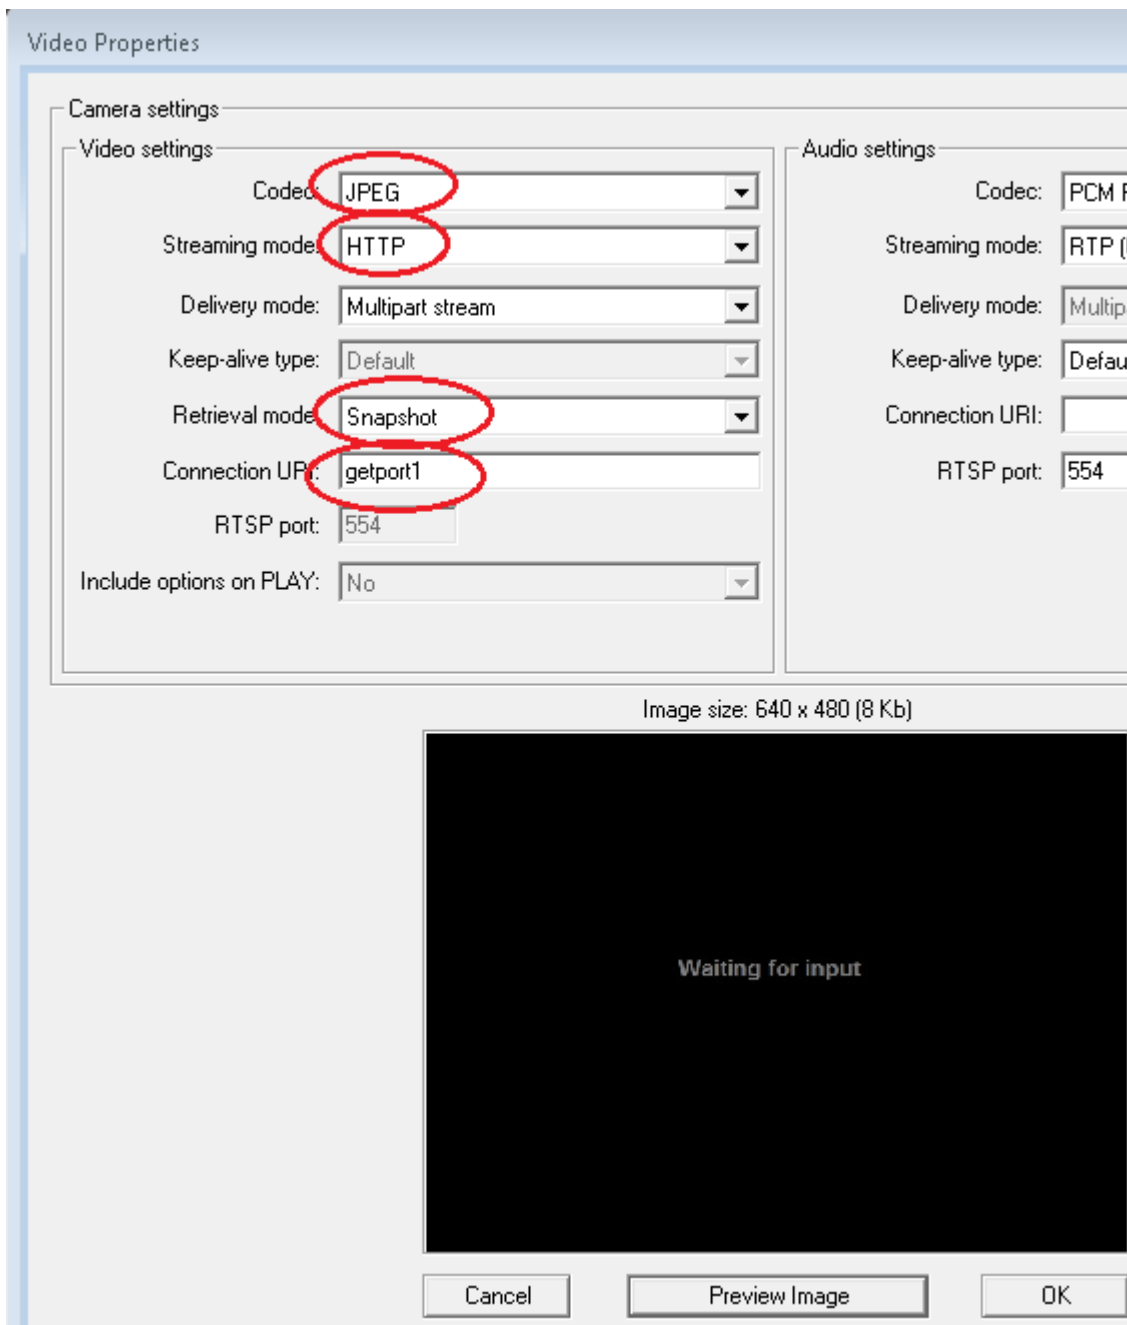 Video Properties
Camera settings
Video settings
Codec: JPEG
Streaming mode: HTTP
Delivery mode: Multipart stream
Keep-alive type: Default
Retrieval mode: Snapshot
Connection URI: getport1
RTSP port: 554
Include options on PLAY: No
Audio settings
Codec: PCM
Streaming mode: RTP (
Delivery mode: Multip
Keep-alive type: Defau
Connection URI:
RTSP port: 554
Image size: 640 x 480 (8 Kb)
Waiting for input
Cancel
Preview Image
OK